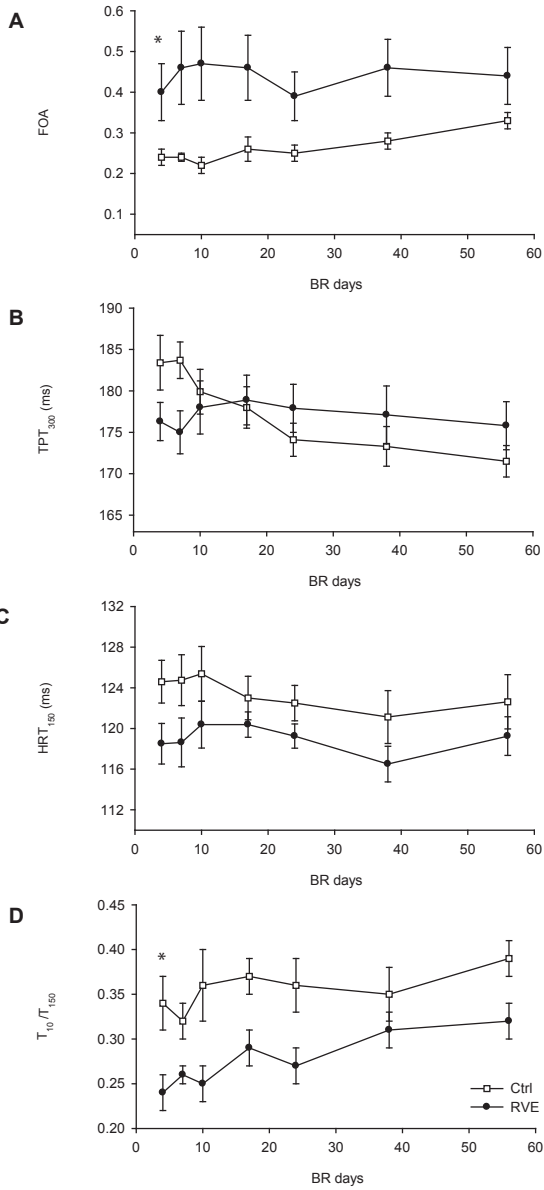 A
*
0.6
0.5
0.4
0.3
0.2
0.1
FOA
0 10 20 30 40 50 60
BR days
B
190
185
180
175
170
165
TPT300 (ms)
0 10 20 30 40 50 60
BR days
C
132
128
124
120
116
112
HRT150 (ms)
0 10 20 30 40 50 60
BR days
D
*
0.45
0.40
0.35
0.30
0.25
0.20
T10 /T150
Ctrl
RVE
0 10 20 30 40 50 60
BR days